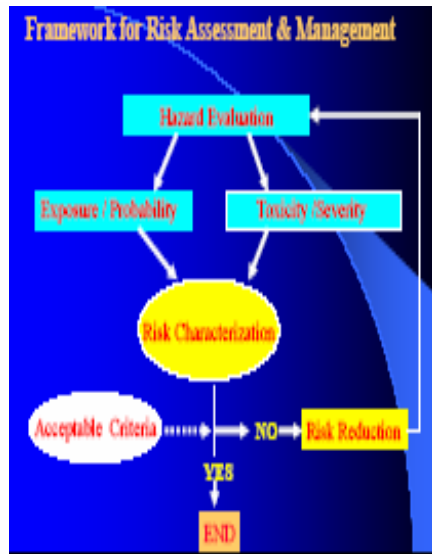 Framework for Risk Assessment & Management
Hazard Evaluation
Exposure / Probability
Toxicity /Severity
Risk Characterization
Acceptable Criteria
NO
Risk Reduction
YES
END